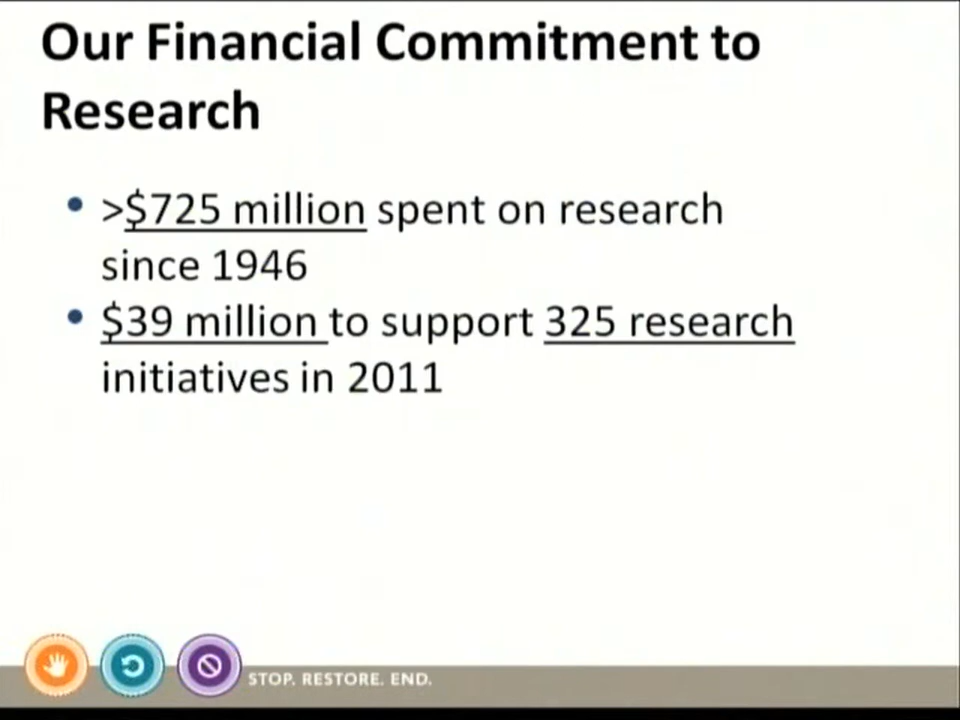 Our Financial Commitment to
Research
• >$725 million spent on research
since 1946
• $39 million to support 325 research
initiatives in 2011
STOP. RESTORE. END.